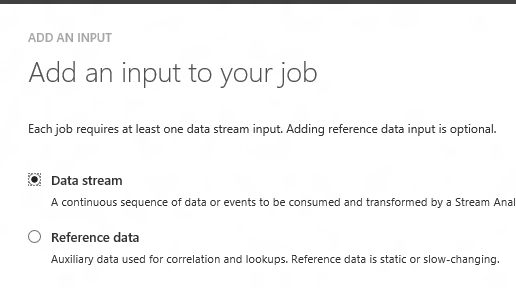 ADD AN INPUT
Add an input to your job
Each job requires at least one data stream input. Adding reference data input is optional.
Data stream
A continuous sequence of data or events to be consumed and transformed by a Stream Anal
Reference data
Auxiliary data used for correlation and lookups. Reference data is static or slow-changing.